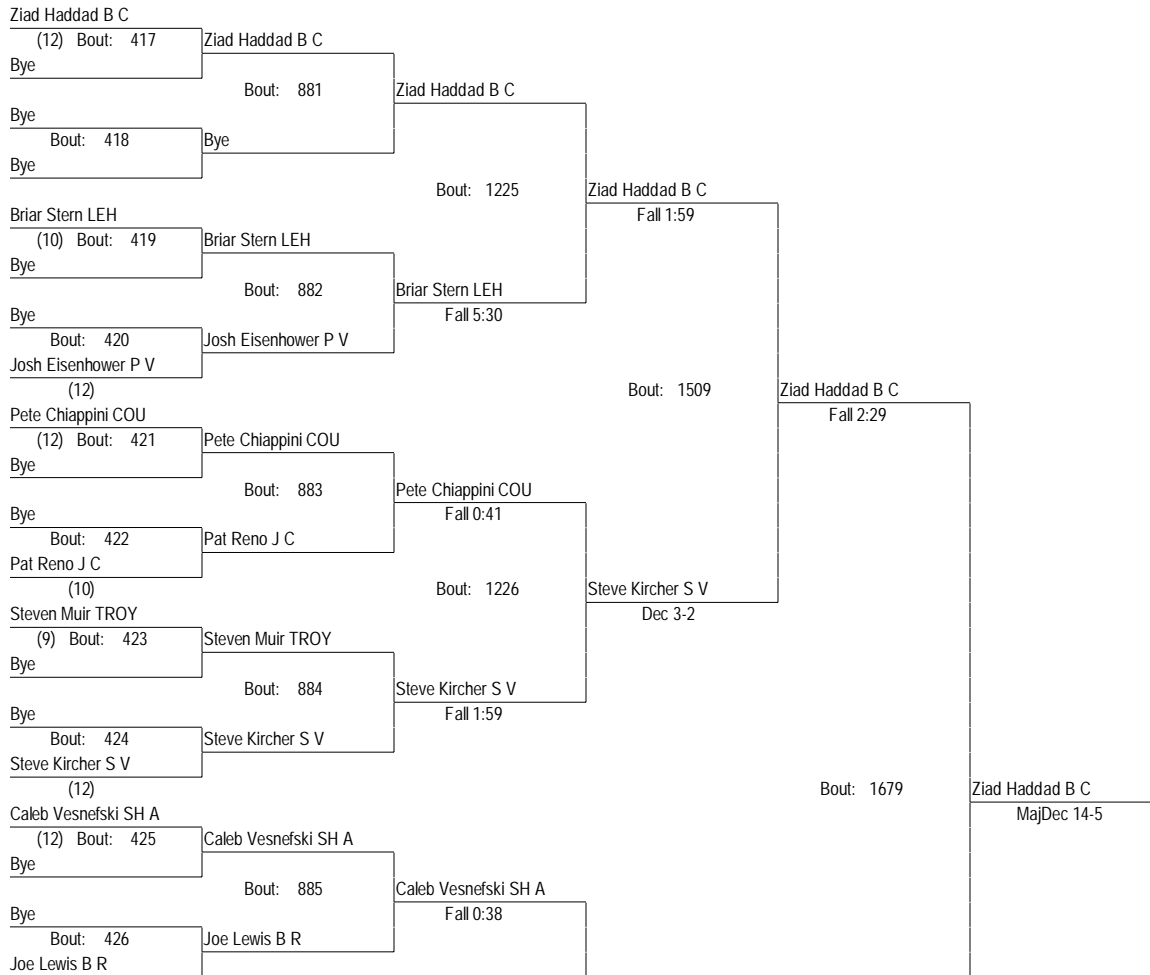 Ziad Haddad B C
(12) Bout: 417
Ziad Haddad B C
Bye
Bout: 881
Ziad Haddad B C
Bye
Bout: 418
Bye
Bye
Bout: 1225
Ziad Haddad B C
Fall 1:59
Briar Stern LEH
(10) Bout: 419
Briar Stern LEH
Bye
Bout: 882
Briar Stern LEH
Fall 5:30
Bye
Bout: 420
Josh Eisenhower P V
Josh Eisenhower P V
(12)
Bout: 1509
Ziad Haddad B C
Fall 2:29
Pete Chiappini COU
(12) Bout: 421
Pete Chiappini COU
Bye
Bout: 883
Pete Chiappini COU
Fall 0:41
Bye
Bout: 422
Pat Reno J C
Pat Reno J C
(10)
Bout: 1226
Steve Kircher S V
Dec 3-2
Steven Muir TROY
(9) Bout: 423
Steven Muir TROY
Bye
Bout: 884
Steve Kircher S V
Fall 1:59
Bye
Bout: 424
Steve Kircher S V
Steve Kircher S V
(12)
Bout: 1679
Ziad Haddad B C
MajDec 14-5
Caleb Vesnefski SH A
(12) Bout: 425
Caleb Vesnefski SH A
Bye
Bout: 885
Caleb Vesnefski SH A
Fall 0:38
Bye
Bout: 426
Joe Lewis B R
Joe Lewis B R